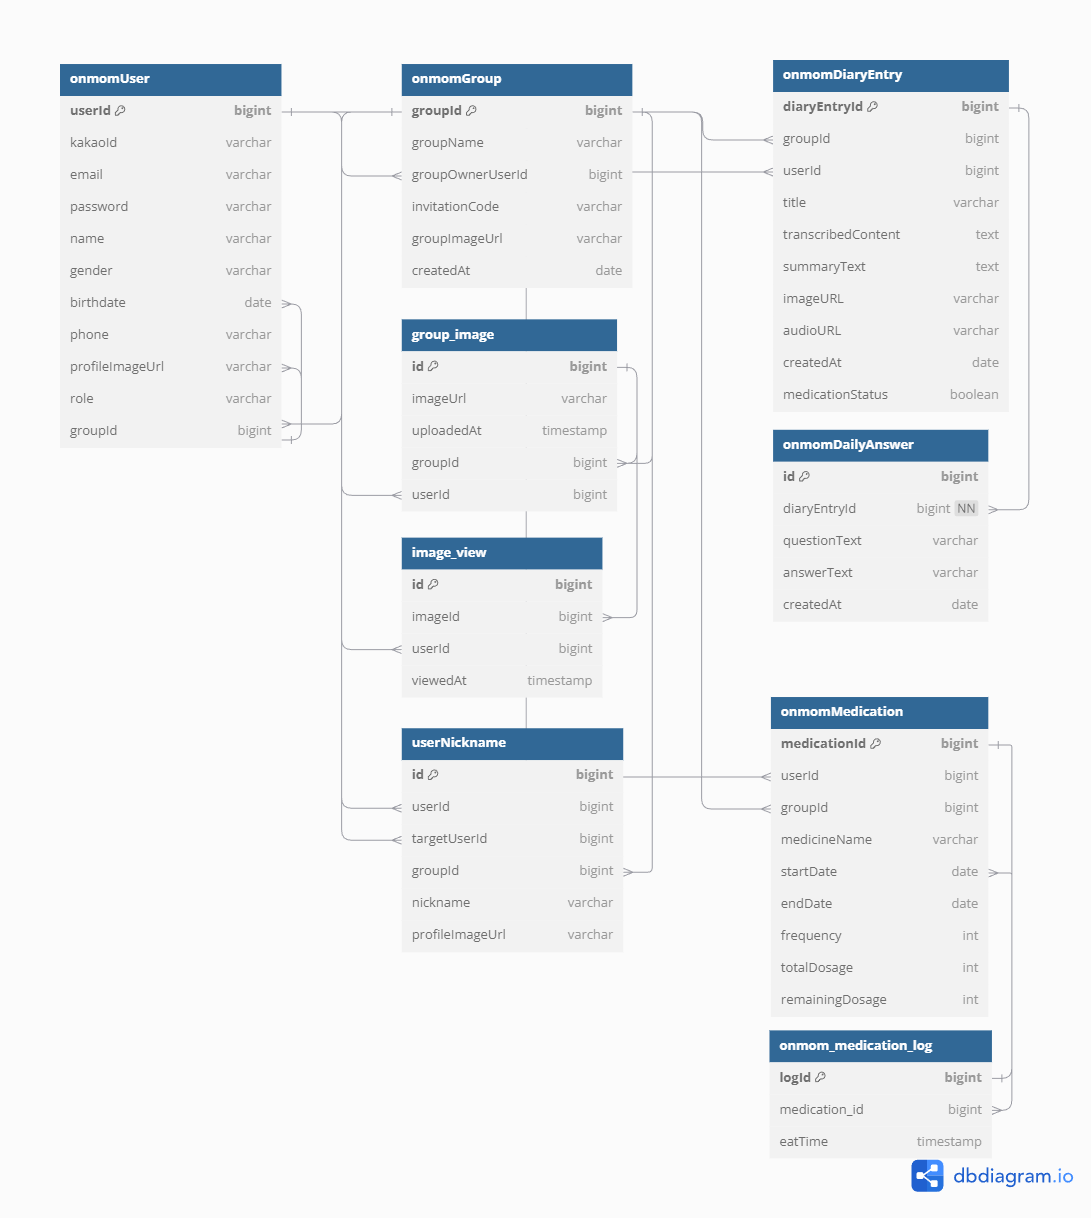 onmomUser
userId bigint
kakaoId varchar
email varchar
password varchar
name varchar
gender varchar
birthdate date
phone varchar
profileImageUrl varchar
role varchar
groupId bigint
onmomGroup
groupId bigint
groupName varchar
groupOwnerUserId bigint
invitationCode varchar
groupImageUrl varchar
createdAt date
group_image
id bigint
imageUrl varchar
uploadedAt timestamp
groupId bigint
userId bigint
image_view
id bigint
imageId bigint
userId bigint
viewedAt timestamp
userNickname
id bigint
userId bigint
targetUserId bigint
groupId bigint
nickname varchar
profileImageUrl varchar
onmomDiaryEntry
diaryEntryId bigint
groupId bigint
userId bigint
title varchar
transcribedContent text
summaryText text
imageURL varchar
audioURL varchar
createdAt date
medicationStatus boolean
onmomDailyAnswer
id bigint
diaryEntryId bigint NN
questionText varchar
answerText varchar
createdAt date
onmomMedication
medicationId bigint
userId bigint
groupId bigint
medicineName varchar
startDate date
endDate date
frequency int
totalDosage int
remainingDosage int
onmom_medication_log
logId bigint
medication_id bigint
eatTime timestamp
dbdiagram.io